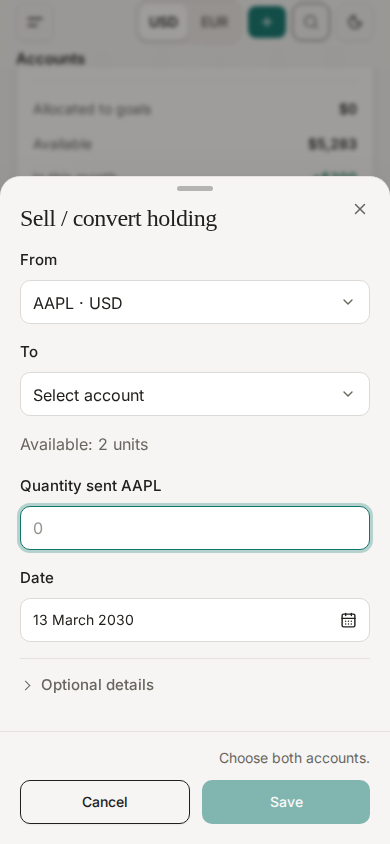 USD EUR +
Accounts
Allocated to goals $0
Available $5,283
Sell / convert holding
From
AAPL · USD
To
Select account
Available: 2 units
Quantity sent AAPL
0
Date
13 March 2030
Optional details
Choose both accounts.
Cancel Save